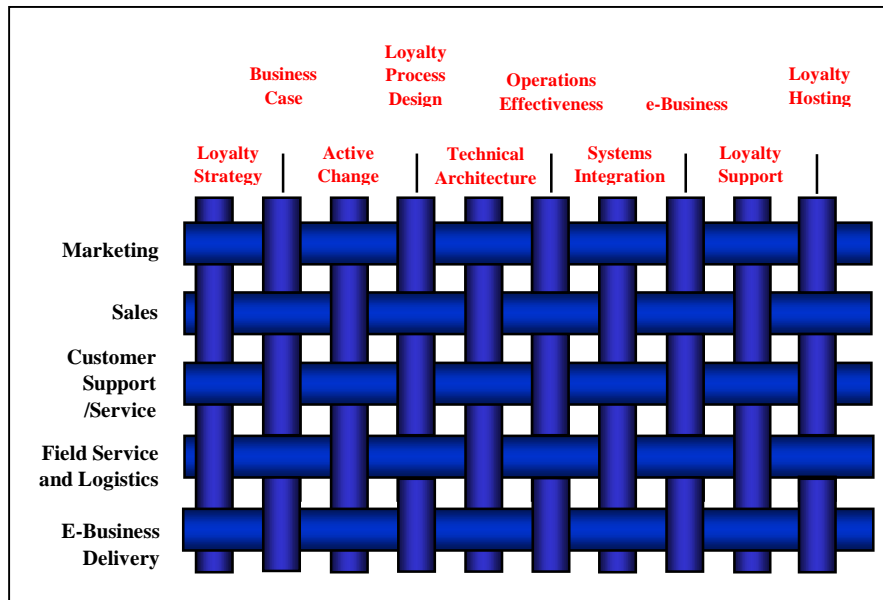 Business
Case
Loyalty
Process
Design
Operations
Effectiveness
e-Business
Loyalty
Hosting
Loyalty
Strategy
Active
Change
Technical
Architecture
Systems
Integration
Loyalty
Support
Marketing
Sales
Customer
Support
/Service
Field Service
and Logistics
E-Business
Delivery